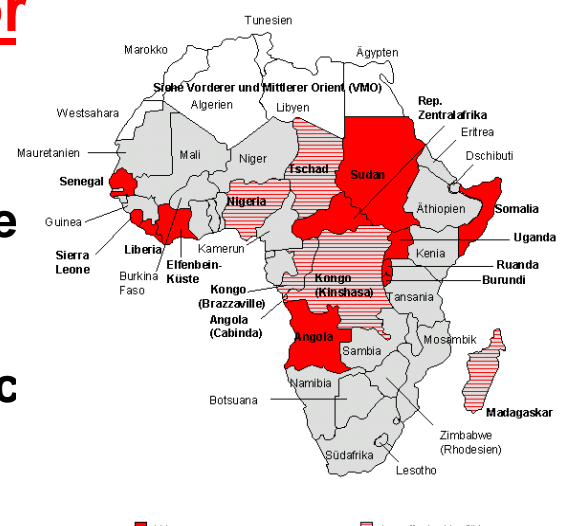 or
Tunesien
Marokko
Ägypten
Siehe Vorderer und Mittlerer Orient (VMO)
Algerien
Libyen
Rep.
Zentralafrika
Westsahara
Eritrea
Mauretanien
Mali
Niger
Dschibuti
Tschad
Sudan
Senegal
Nigeria
Äthiopien
Somalia
e
Guinea
Uganda
Sierra
Leone
Liberia
Kamerun
Kenia
Elfenbein-
Küste
Ruanda
Burkina
Faso
Kongo
(Brazzaville)
Kongo
(Kinshasa)
Burundi
Tansania
Angola
(Cabinda)
Angola
Sambia
Mosambik
c
Namibia
Botsuana
Madagaskar
Zimbabwe
(Rhodesien)
Südafrika
Lesotho